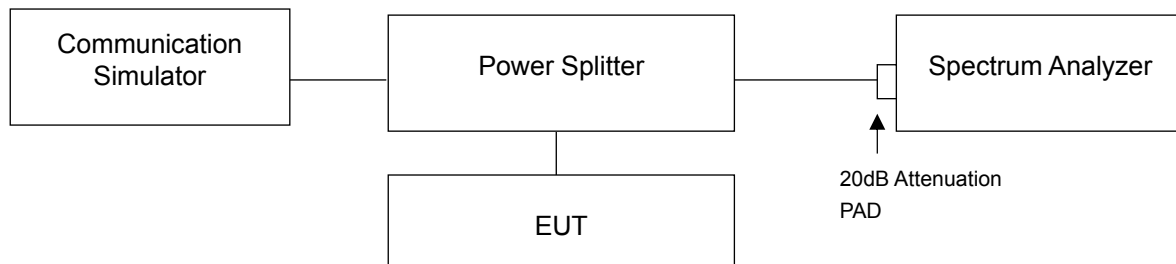 Communication
Simulator
Power Splitter
Spectrum Analyzer
20dB Attenuation
PAD
EUT